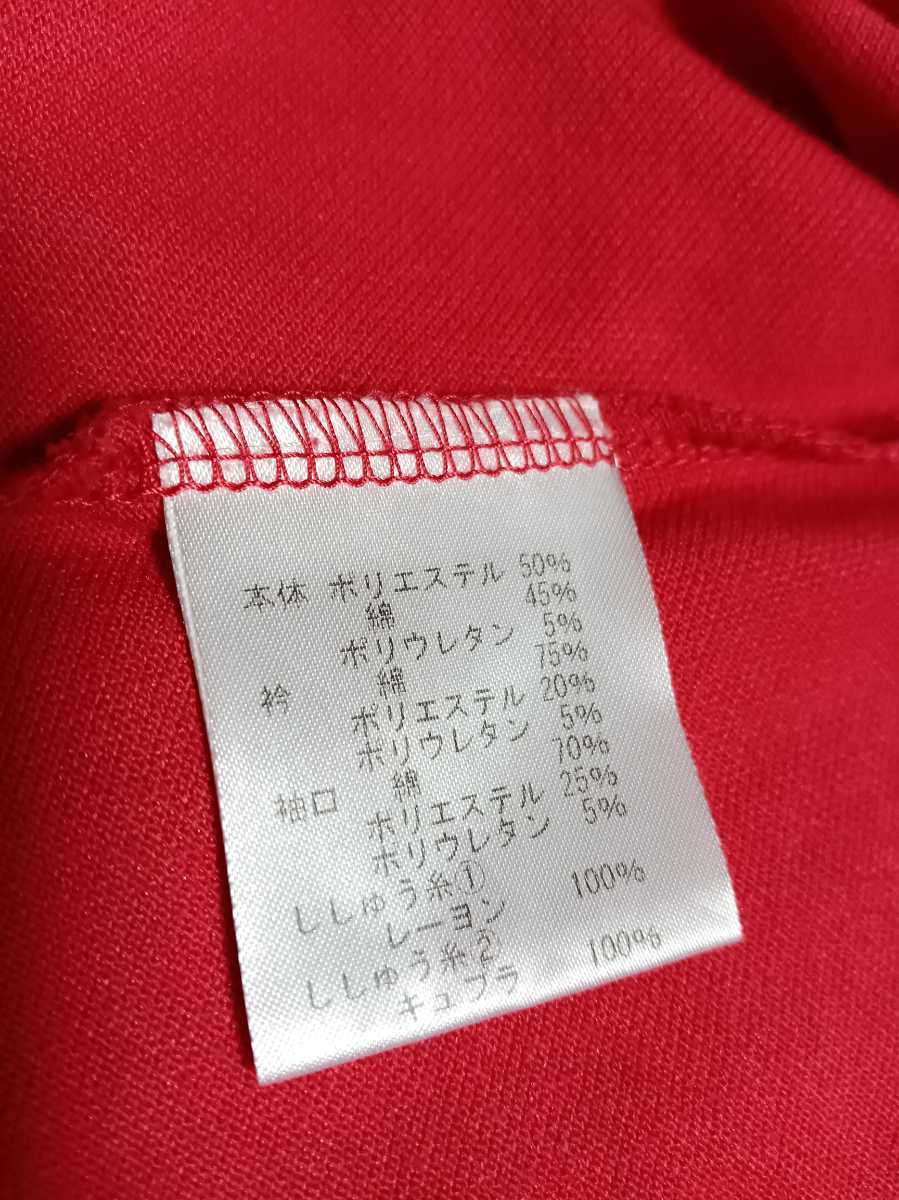 本体 ポリエステル 50%
綿 45%
ポリウレタン 5%
衿 綿 75%
ポリエステル 20%
ポリウレタン 5%
袖口 綿 70%
ポリエステル 25%
ポリウレタン 5%
ししゅう糸①
レーヨン 100%
ししゅう糸②
キュプラ 100%